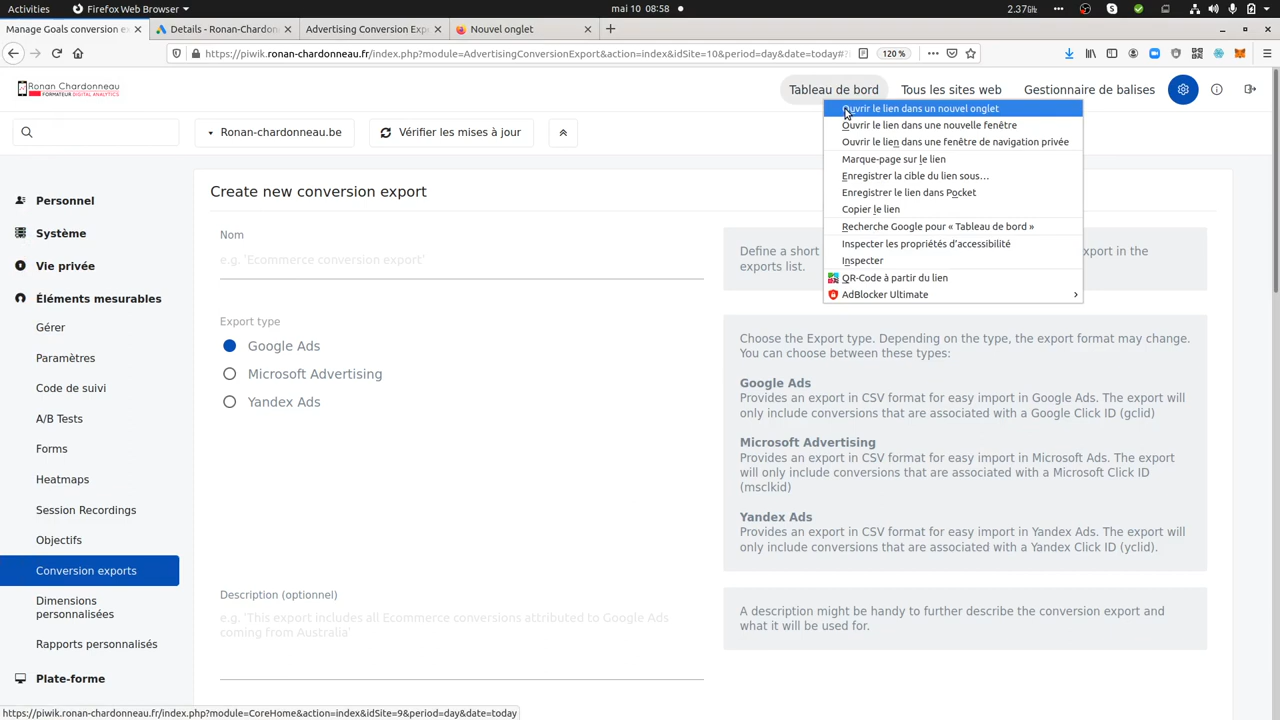 Activities
Firefox Web Browser
mai 10 08:58
2.37 GiB
Manage Goals conversion e
Details - Ronan-Chardon
Advertising Conversion Exp
Nouvel onglet
https://piwik.ronan-chardonneau.fr/index.php?module=AdvertisingConversionExport&action=index&idSite=10&period=day&date=today#?
120 %
Ronan Chardonneau
FORMATEUR DIGITAL ANALYTICS
Tableau de bord
Tous les sites web
Gestionnaire de balises
Ronan-chardonneau.be
Vérifier les mises à jour
Ouvrir le lien dans un nouvel onglet
Ouvrir le lien dans une nouvelle fenêtre
Ouvrir le lien dans une fenêtre de navigation privée
Marque-page sur le lien
Enregistrer la cible du lien sous…
Enregistrer le lien dans Pocket
Copier le lien
Recherche Google pour « Tableau de bord »
Inspecter les propriétés d’accessibilité
Inspecter
QR-Code à partir du lien
AdBlocker Ultimate
Personnel
Système
Vie privée
Éléments mesurables
Gérer
Paramètres
Code de suivi
A/B Tests
Forms
Heatmaps
Session Recordings
Objectifs
Conversion exports
Dimensions
personnalisées
Rapports personnalisés
Plate-forme
Create new conversion export
Nom
e.g. 'Ecommerce conversion export'
Define a short
export in the
exports list.
Export type
Google Ads
Microsoft Advertising
Yandex Ads
Choose the Export type. Depending on the type, the export format may change.
You can choose between these types:
Google Ads
Provides an export in CSV format for easy import in Google Ads. The export will
only include conversions that are associated with a Google Click ID (gclid)
Microsoft Advertising
Provides an export in CSV format for easy import in Microsoft Ads. The export
will only include conversions that are associated with a Microsoft Click ID
(msclkid)
Yandex Ads
Provides an export in CSV format for easy import in Yandex Ads. The export will
only include conversions that are associated with a Yandex Click ID (yclid).
Description (optionnel)
e.g. 'This export includes all Ecommerce conversions attributed to Google Ads
coming from Australia'
A description might be handy to further describe the conversion export and
what it will be used for.
https://piwik.ronan-chardonneau.fr/index.php?module=CoreHome&action=index&idSite=9&period=day&date=today